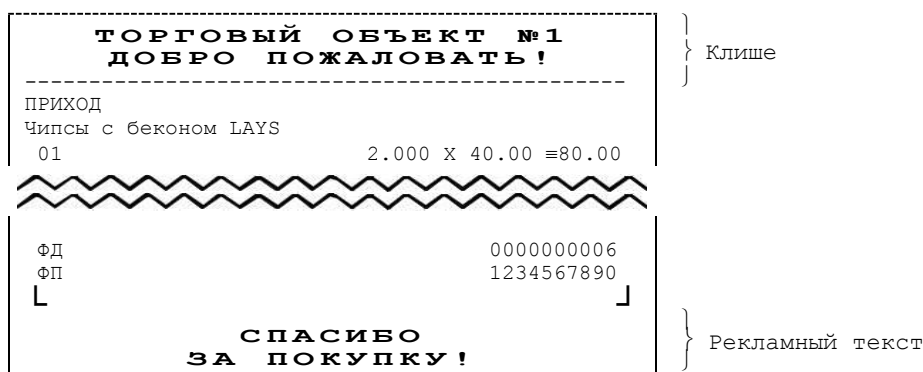 ТОРГОВЫЙ ОБЪЕКТ №1
ДОБРО ПОЖАЛОВАТЬ!
Клише
ПРИХОД
Чипсы с беконом LAYS
01 2.000 X 40.00 ≡80.00
ФД 0000000006
ФП 1234567890
СПАСИБО
ЗА ПОКУПКУ!
Рекламный текст